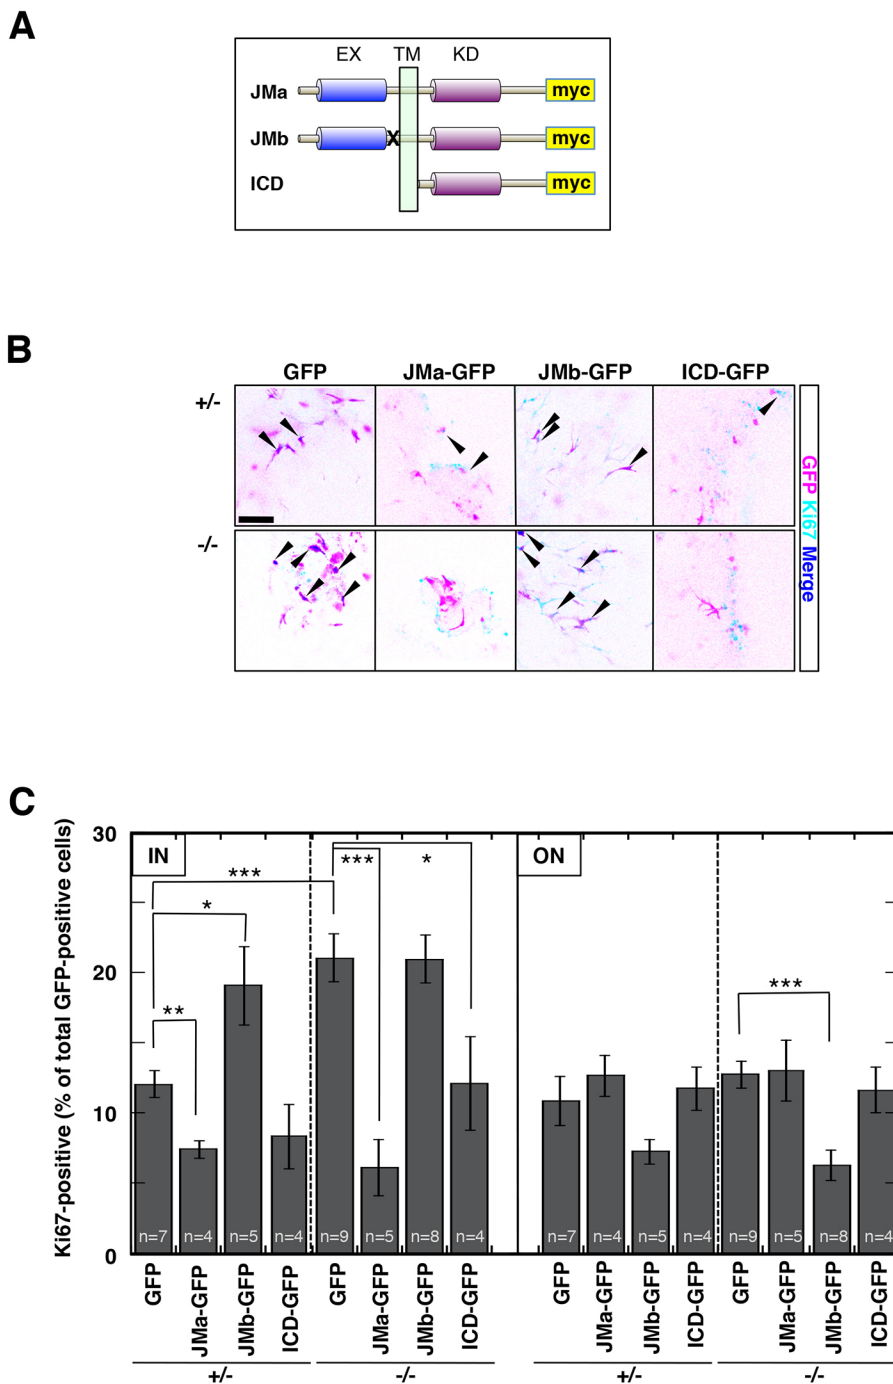 A
EX TM KD
JMa myc
JMb X myc
ICD myc
B
GFP JMa-GFP JMb-GFP ICD-GFP
+/-
-/-
GFP Ki67 Merge
C
Ki67-positive (% of total GFP-positive cells)
30
20
10
0
IN
ON
***
*
**
***
*
***
n=7 n=4 n=5 n=4 n=9 n=5 n=8 n=4 n=7 n=4 n=5 n=4 n=9 n=5 n=8 n=4
GFP JMa-GFP JMb-GFP ICD-GFP GFP JMa-GFP JMb-GFP ICD-GFP GFP JMa-GFP JMb-GFP ICD-GFP GFP JMa-GFP JMb-GFP ICD-GFP
+/- -/- +/- -/-